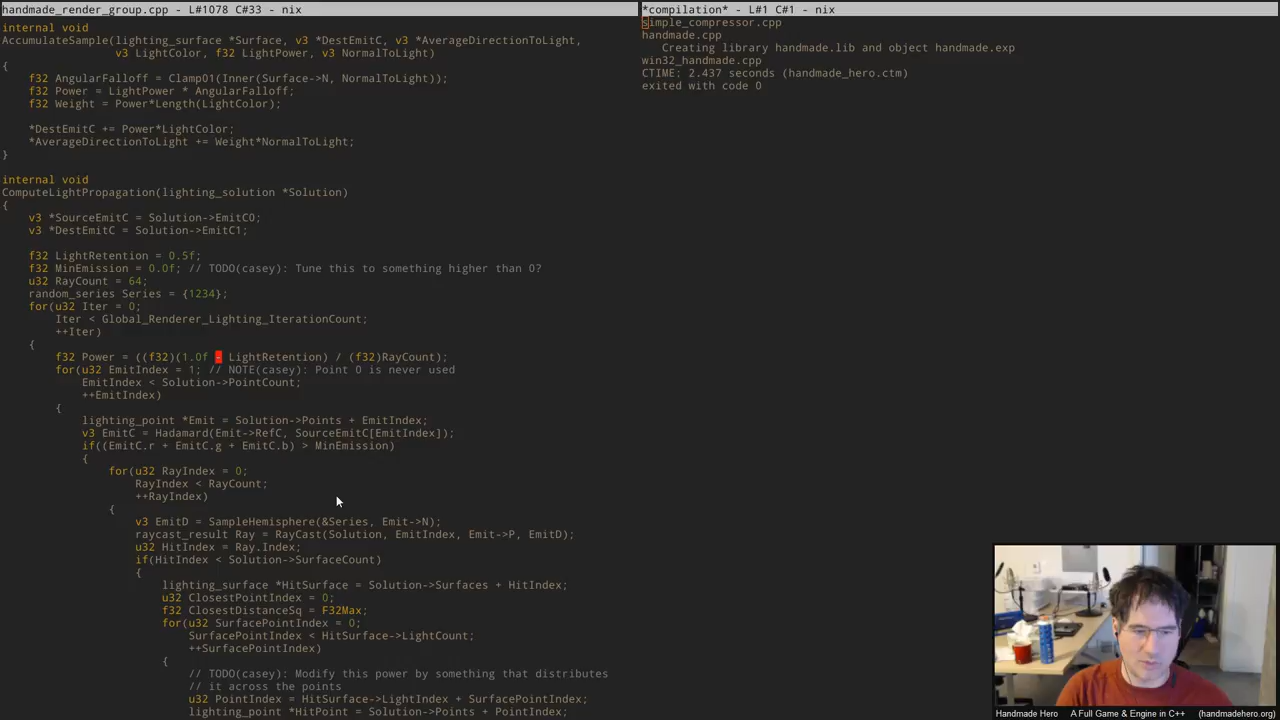 handmade_render_group.cpp - L#1078 C#33 - nix
internal void
AccumulateSample(lighting_surface *Surface, v3 *DestEmitC, v3 *AverageDirectionToLight,
v3 LightColor, f32 LightPower, v3 NormalToLight)
{
f32 AngularFalloff = Clamp01(Inner(Surface->N, NormalToLight));
f32 Power = LightPower * AngularFalloff;
f32 Weight = Power*Length(LightColor);
*DestEmitC += Power*LightColor;
*AverageDirectionToLight += Weight*NormalToLight;
}
internal void
ComputeLightPropagation(lighting_solution *Solution)
{
v3 *SourceEmitC = Solution->EmitC0;
v3 *DestEmitC = Solution->EmitC1;
f32 LightRetention = 0.5f;
f32 MinEmission = 0.0f; // TODO(casey): Tune this to something higher than 0?
u32 RayCount = 64;
random_series Series = {1234};
for(u32 Iter = 0;
Iter < Global_Renderer_Lighting_IterationCount;
++Iter)
{
f32 Power = ((f32)(1.0f - LightRetention) / (f32)RayCount);
for(u32 EmitIndex = 1; // NOTE(casey): Point 0 is never used
EmitIndex < Solution->PointCount;
++EmitIndex)
{
lighting_point *Emit = Solution->Points + EmitIndex;
v3 EmitC = Hadamard(Emit->RefC, SourceEmitC[EmitIndex]);
if((EmitC.r + EmitC.g + EmitC.b) > MinEmission)
{
for(u32 RayIndex = 0;
RayIndex < RayCount;
++RayIndex)
{
v3 EmitD = SampleHemisphere(&Series, Emit->N);
raycast_result Ray = RayCast(Solution, EmitIndex, Emit->P, EmitD);
u32 HitIndex = Ray.Index;
if(HitIndex < Solution->SurfaceCount)
{
lighting_surface *HitSurface = Solution->Surfaces + HitIndex;
u32 ClosestPointIndex = 0;
f32 ClosestDistanceSq = F32Max;
for(u32 SurfacePointIndex = 0;
SurfacePointIndex < HitSurface->LightCount;
++SurfacePointIndex)
{
// TODO(casey): Modify this power by something that distributes
// it across the points
u32 PointIndex = HitSurface->LightIndex + SurfacePointIndex;
lighting_point *HitPoint = Solution->Points + PointIndex;
*compilation* - L#1 C#1 - nix
simple_compressor.cpp
handmade.cpp
Creating library handmade.lib and object handmade.exp
win32_handmade.cpp
CTIME: 2.437 seconds (handmade_hero.ctm)
exited with code 0
Handmade Hero A Full Game & Engine in C++ (handmadehero.org)